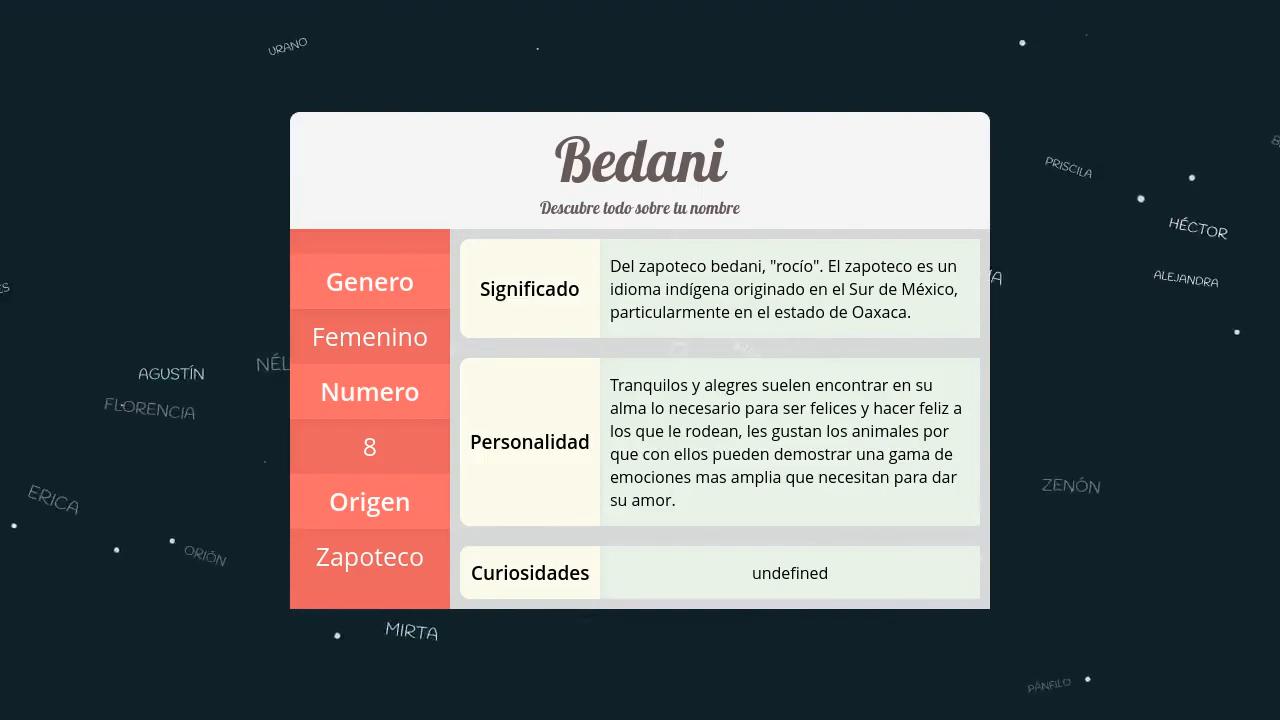 URANO
Bedani
PRISCILA
Descubre todo sobre tu nombre
HÉCTOR
Genero
Significado
Del zapoteco bedani, "rocío". El zapoteco es un
idioma indígena originado en el Sur de México,
particularmente en el estado de Oaxaca.
ALEJANDRA
Femenino
AGUSTÍN
FLORENCIA
Numero
8
Personalidad
Tranquilos y alegres suelen encontrar en su
alma lo necesario para ser felices y hacer feliz a
los que le rodean, les gustan los animales por
que con ellos pueden demostrar una gama de
emociones mas amplia que necesitan para dar
su amor.
ERICA
Origen
ZENÓN
ORIÓN
Zapoteco
Curiosidades
undefined
MIRTA
PÁNFILO